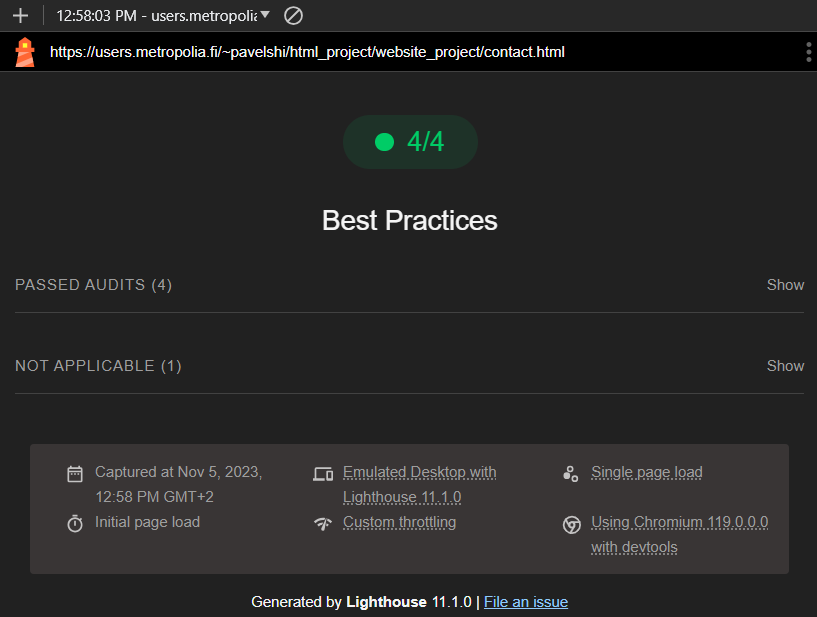 12:58:03 PM - users.metropolia
https://users.metropolia.fi/~pavelshi/html_project/website_project/contact.html
4/4
Best Practices
PASSED AUDITS (4) Show
NOT APPLICABLE (1) Show
Captured at Nov 5, 2023,
12:58 PM GMT+2
Emulated Desktop with
Lighthouse 11.1.0
Single page load
Initial page load
Custom throttling
Using Chromium 119.0.0.0
with devtools
Generated by Lighthouse 11.1.0 | File an issue